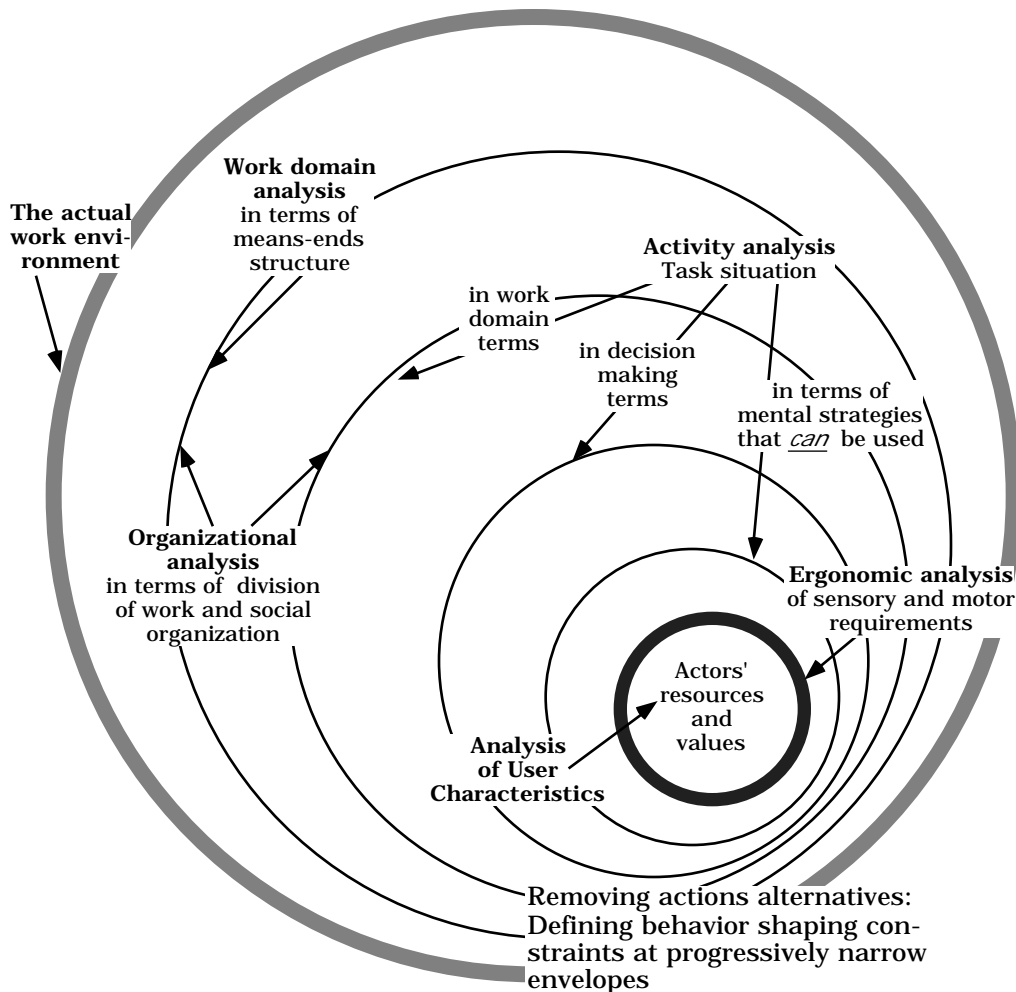 The actual
work envi-
ronment
Work domain
analysis
in terms of
means-ends
structure
Activity analysis
Task situation
in work
domain
terms
in decision
making
terms
in terms of
mental strategies
that can be used
Organizational
analysis
in terms of division
of work and social
organization
Ergonomic analysis
of sensory and motor
requirements
Actors'
resources
and
values
Analysis
of User
Characteristics
Removing actions alternatives:
Defining behavior shaping con-
straints at progressively narrow
envelopes